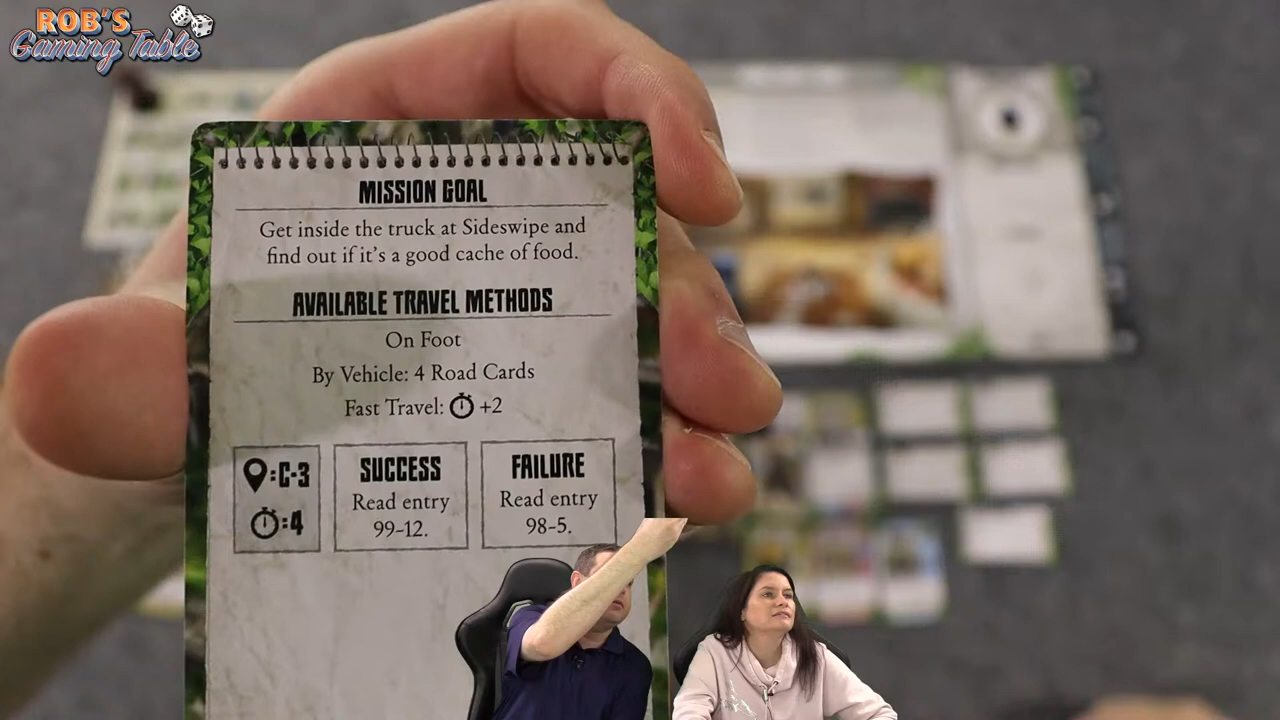 ROB'S
Gaming Table
MISSION GOAL
Get inside the truck at Sideswipe and
find out if it's a good cache of food.
AVAILABLE TRAVEL METHODS
On Foot
By Vehicle: 4 Road Cards
Fast Travel: +2
:C-3
:4
SUCCESS
Read entry
99-12.
FAILURE
Read entry
98-5.